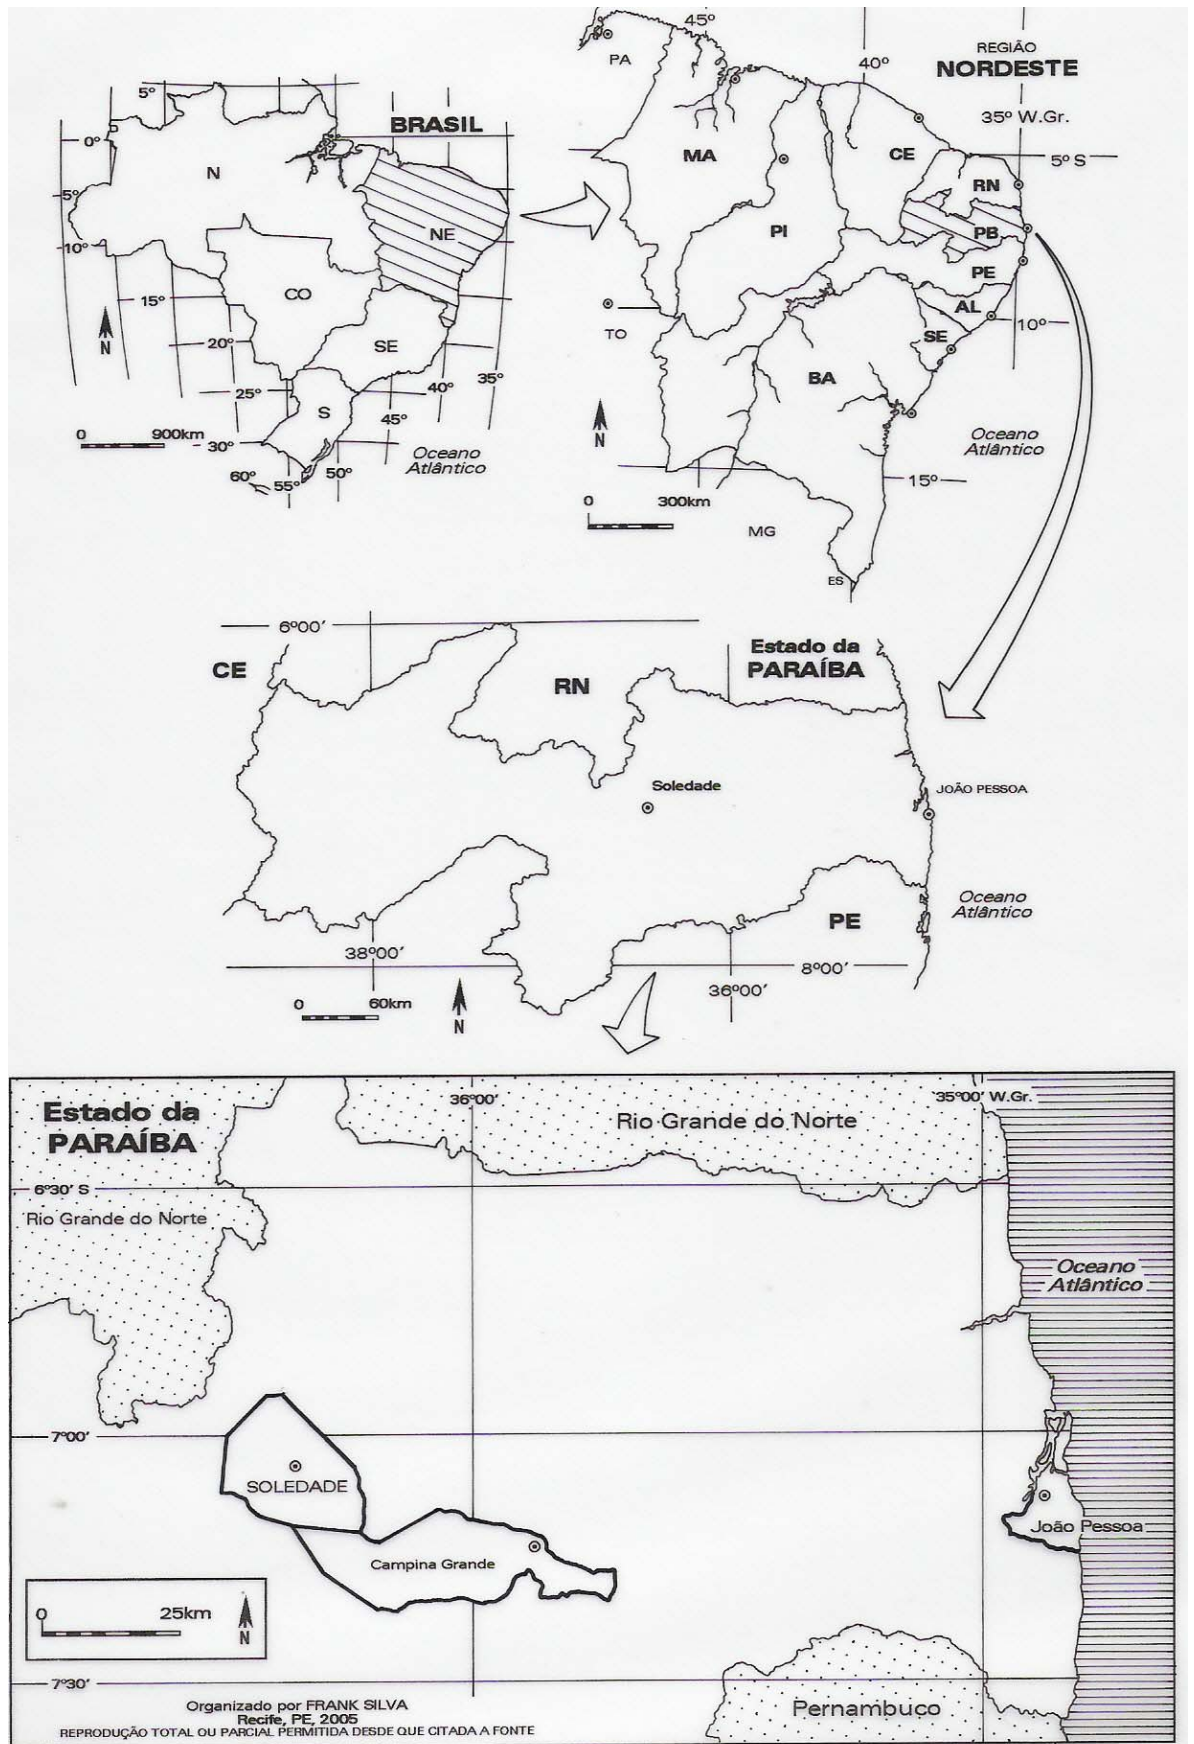 BRASIL
5º
0º
5º
10º
15º
20º
25º
30º
N
NE
CO
SE
S
N
40º
35º
45º
60º
55º
50º
0 900km
Oceano
Atlântico
REGIÃO
NORDESTE
45º
40º
35º W.Gr.
5º S
PA
MA
CE
RN
PI
PB
PE
AL
10º
TO
SE
BA
N
Oceano
Atlântico
15º
0 300km
MG
ES
6º00'
CE
RN
Estado da
PARAÍBA
Soledade
JOÃO PESSOA
PE
Oceano
Atlântico
38º00'
8º00'
36º00'
0 60km
N
Estado da
PARAÍBA
36º00'
35º00' W.Gr.
Rio Grande do Norte
6º30' S
Rio Grande do Norte
Oceano
Atlântico
7º00'
SOLEDADE
João Pessoa
Campina Grande
0 25km
N
7º30'
Pernambuco
Organizado por FRANK SILVA
Recife, PE, 2005
REPRODUÇÃO TOTAL OU PARCIAL PERMITIDA DESDE QUE CITADA A FONTE